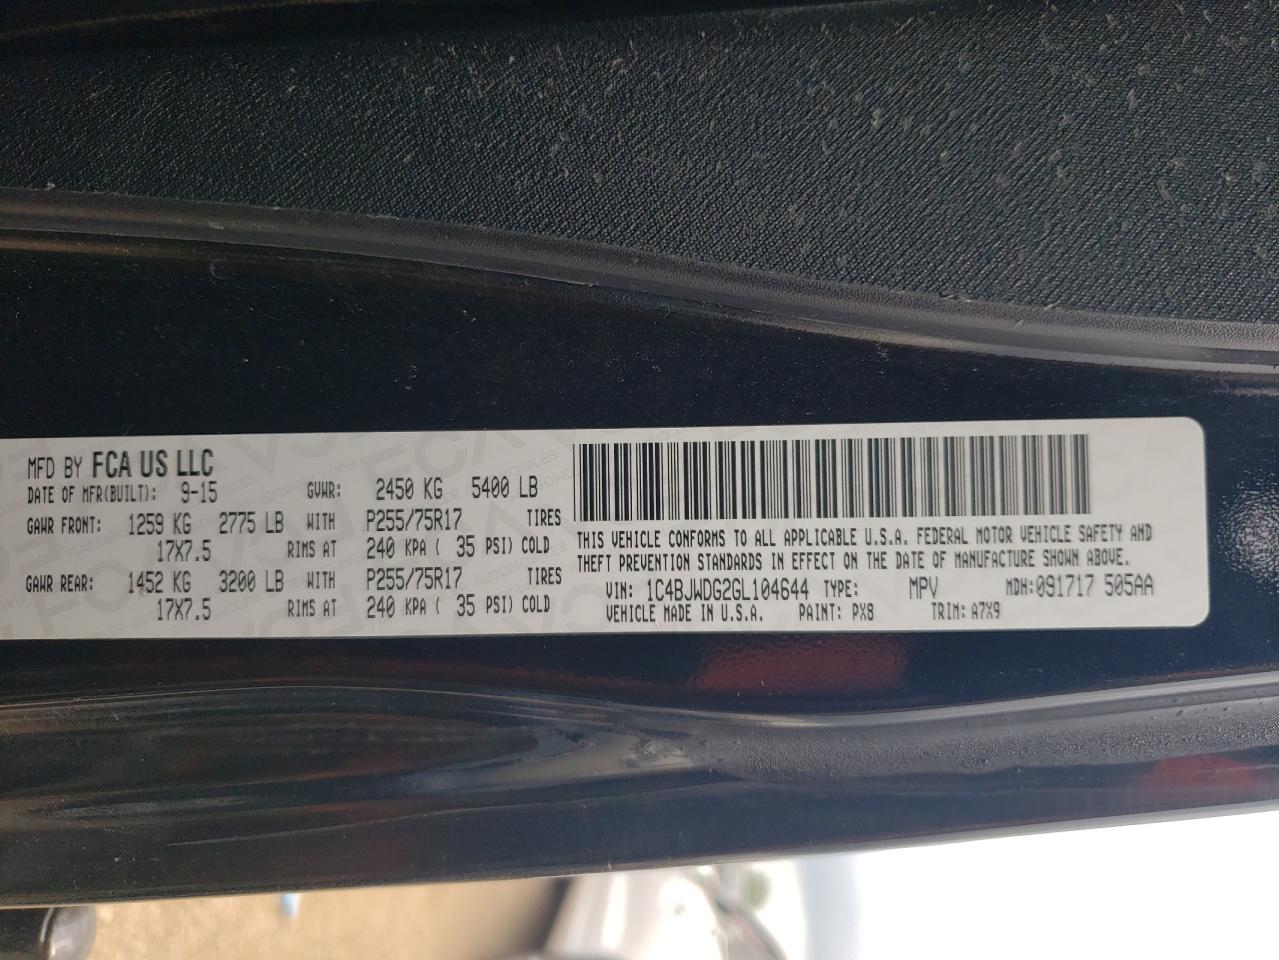 MFD BY FCA US LLC
DATE OF MFR(BUILT): 9-15 GVWR: 2450 KG 5400 LB
GAWR FRONT: 1259 KG 2775 LB WITH P255/75R17 TIRES
17X7.5 RIMS AT 240 KPA ( 35 PSI) COLD
GAWR REAR: 1452 KG 3200 LB WITH P255/75R17 TIRES
17X7.5 RIMS AT 240 KPA ( 35 PSI) COLD
THIS VEHICLE CONFORMS TO ALL APPLICABLE U.S.A. FEDERAL MOTOR VEHICLE SAFETY AND
THEFT PREVENTION STANDARDS IN EFFECT ON THE DATE OF MANUFACTURE SHOWN ABOVE.
VIN: 1C4BJWDG2GL104644 TYPE: MPV MDH:091717 505AA
VEHICLE MADE IN U.S.A. PAINT: PX8 TRIM: A7X9